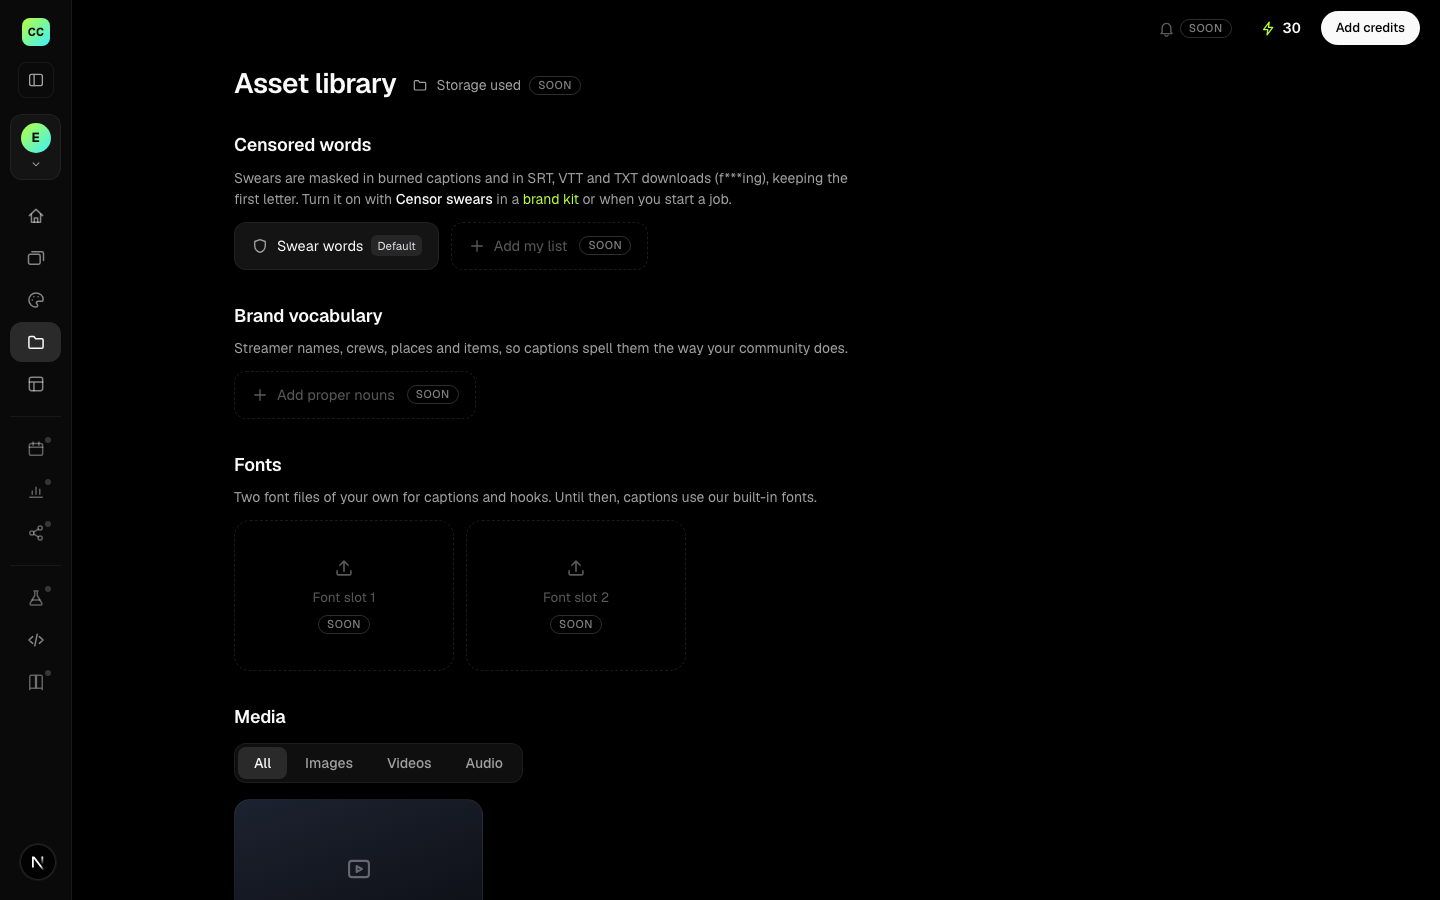 CC
SOON
30
Add credits
E
Asset library
Storage used
SOON
Censored words
Swears are masked in burned captions and in SRT, VTT and TXT downloads (f***ing), keeping the
first letter. Turn it on with Censor swears in a brand kit or when you start a job.
Swear words
Default
Add my list
SOON
Brand vocabulary
Streamer names, crews, places and items, so captions spell them the way your community does.
Add proper nouns
SOON
Fonts
Two font files of your own for captions and hooks. Until then, captions use our built-in fonts.
Font slot 1
SOON
Font slot 2
SOON
Media
All
Images
Videos
Audio
N